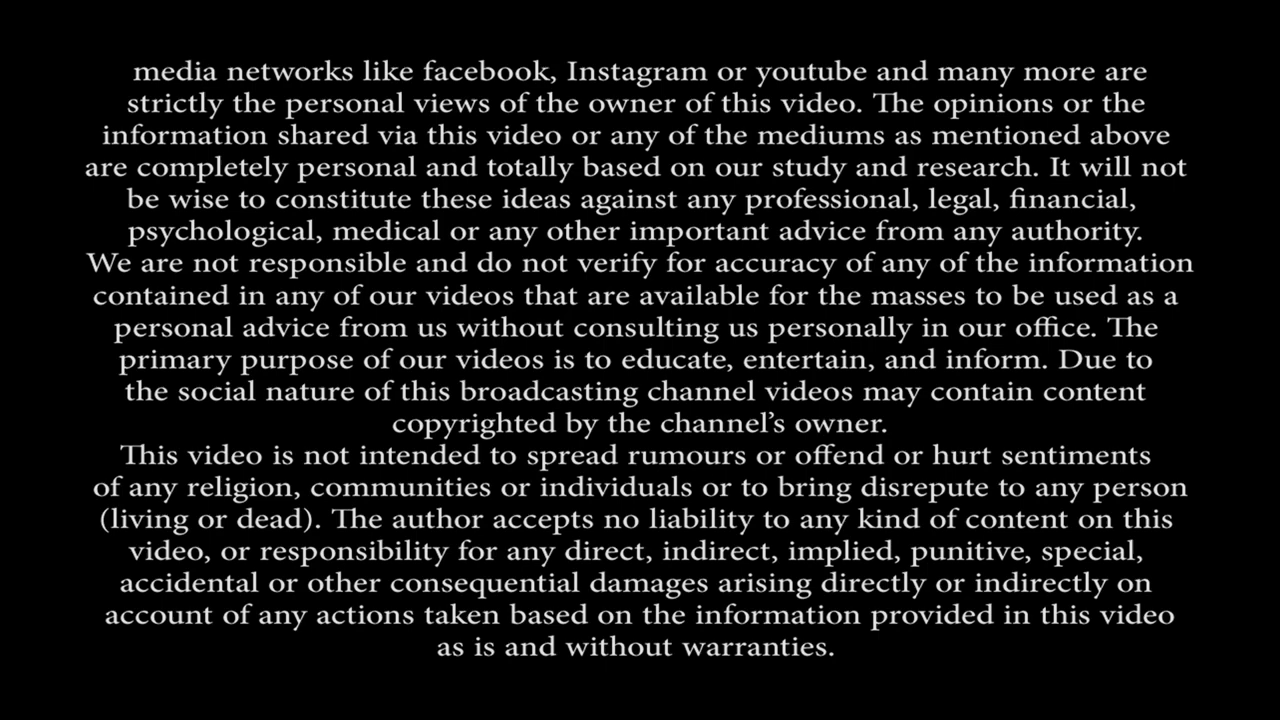 media networks like facebook, Instagram or youtube and many more are
strictly the personal views of the owner of this video. The opinions or the
information shared via this video or any of the mediums as mentioned above
are completely personal and totally based on our study and research. It will not
be wise to constitute these ideas against any professional, legal, financial,
psychological, medical or any other important advice from any authority.
We are not responsible and do not verify for accuracy of any of the information
contained in any of our videos that are available for the masses to be used as a
personal advice from us without consulting us personally in our office. The
primary purpose of our videos is to educate, entertain, and inform. Due to
the social nature of this broadcasting channel videos may contain content
copyrighted by the channel’s owner.
This video is not intended to spread rumours or offend or hurt sentiments
of any religion, communities or individuals or to bring disrepute to any person
(living or dead). The author accepts no liability to any kind of content on this
video, or responsibility for any direct, indirect, implied, punitive, special,
accidental or other consequential damages arising directly or indirectly on
account of any actions taken based on the information provided in this video
as is and without warranties.